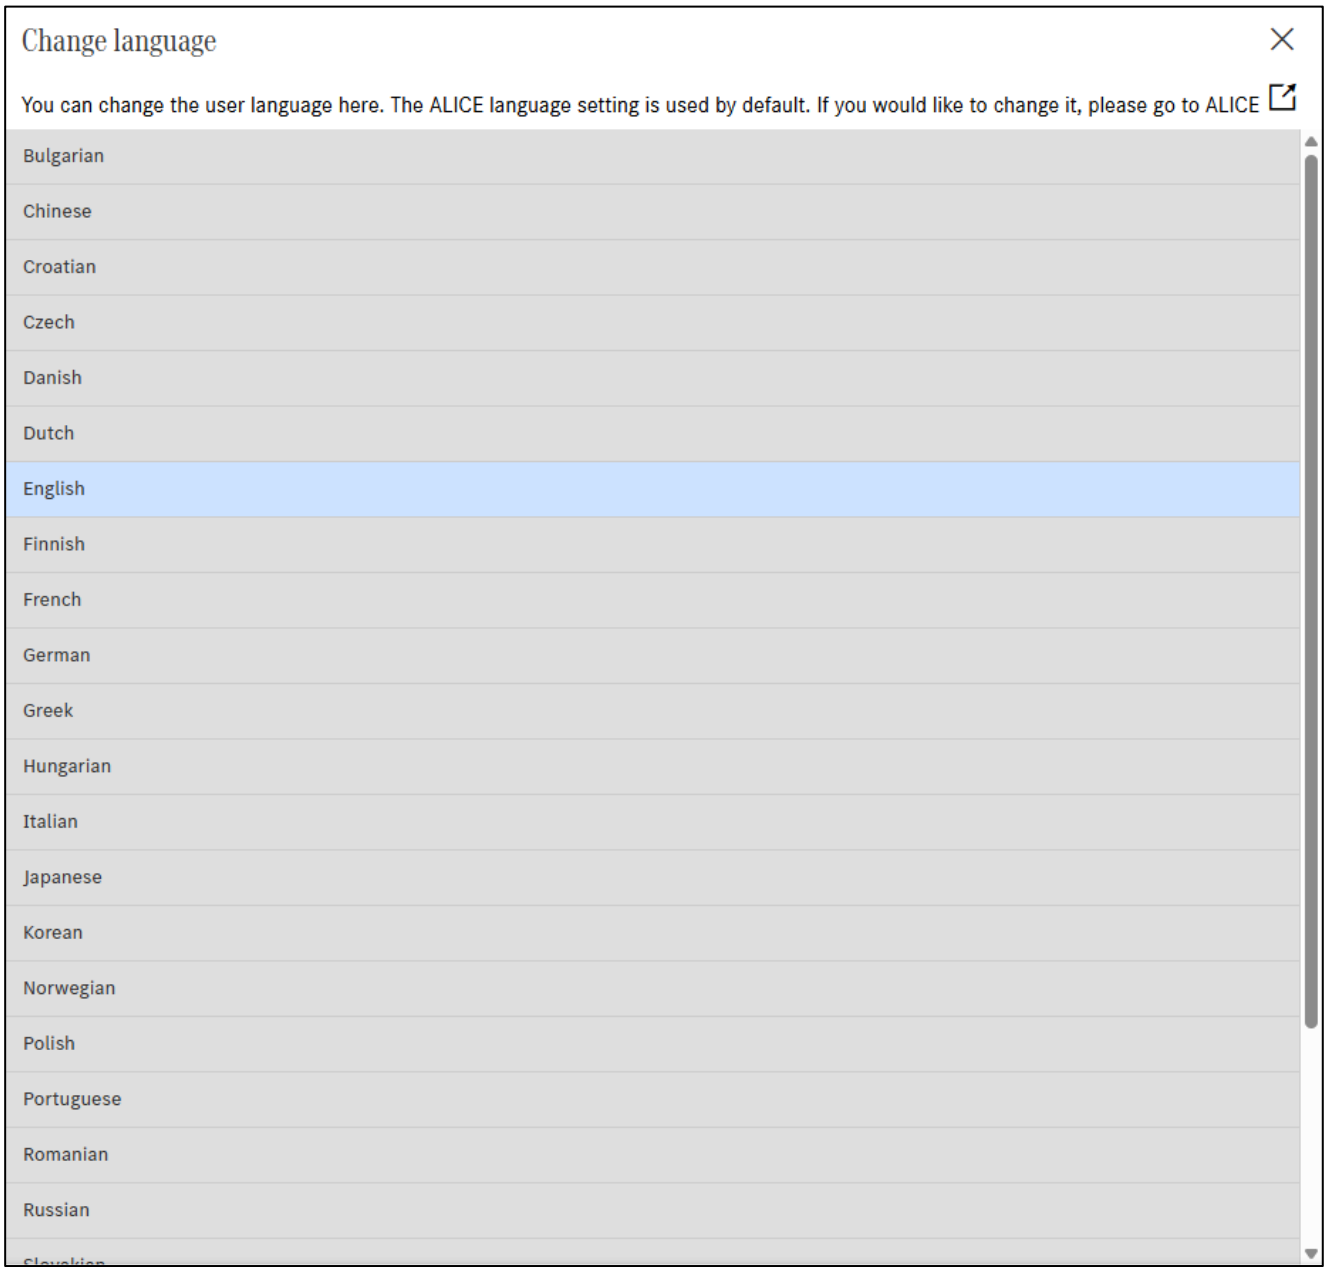 Change language
You can change the user language here. The ALICE language setting is used by default. If you would like to change it, please go to ALICE
Bulgarian
Chinese
Croatian
Czech
Danish
Dutch
English
Finnish
French
German
Greek
Hungarian
Italian
Japanese
Korean
Norwegian
Polish
Portuguese
Romanian
Russian
Slovakian